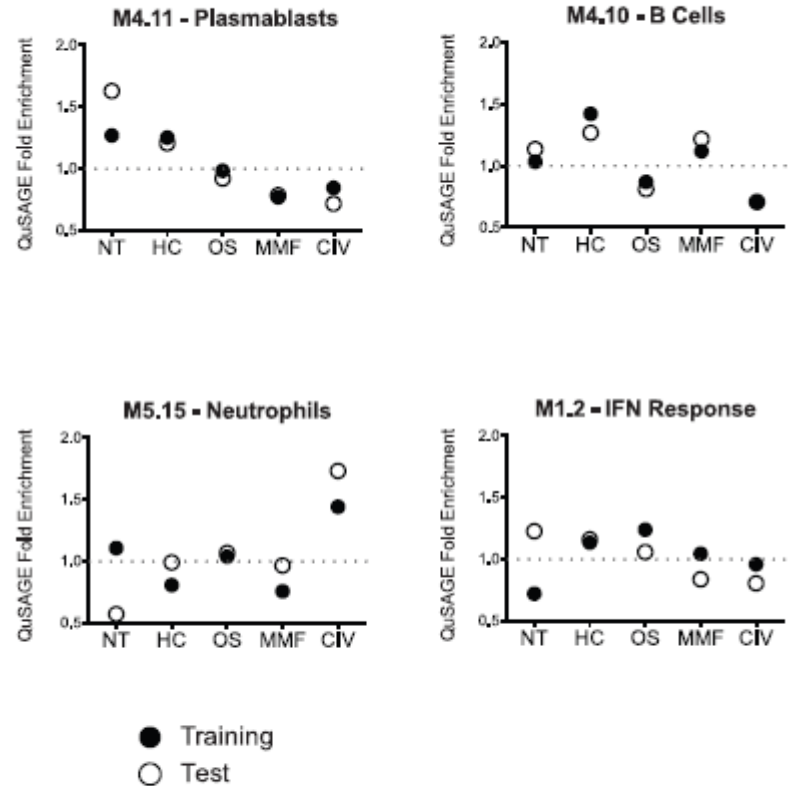 M4.11 - Plasmablasts
QuSAGE Fold Enrichment
2.0
1.5
1.0
0.5
NT HC OS MMF CIV
M4.10 - B Cells
QuSAGE Fold Enrichment
2.0
1.5
1.0
0.5
NT HC OS MMF CIV
M5.15 - Neutrophils
QuSAGE Fold Enrichment
2.0
1.5
1.0
0.5
NT HC OS MMF CIV
M1.2 - IFN Response
QuSAGE Fold Enrichment
2.0
1.5
1.0
0.5
NT HC OS MMF CIV
Training
Test